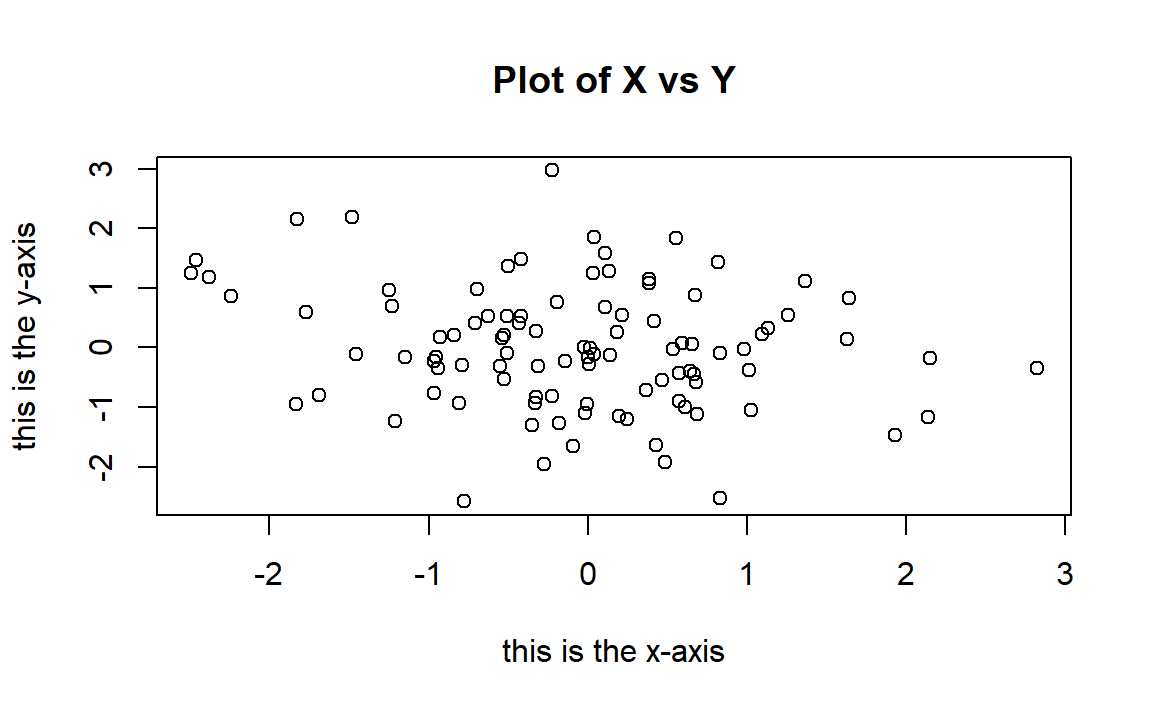 Plot of X vs Y
this is the y-axis
3
2
1
0
-1
-2
-2 -1 0 1 2 3
this is the x-axis